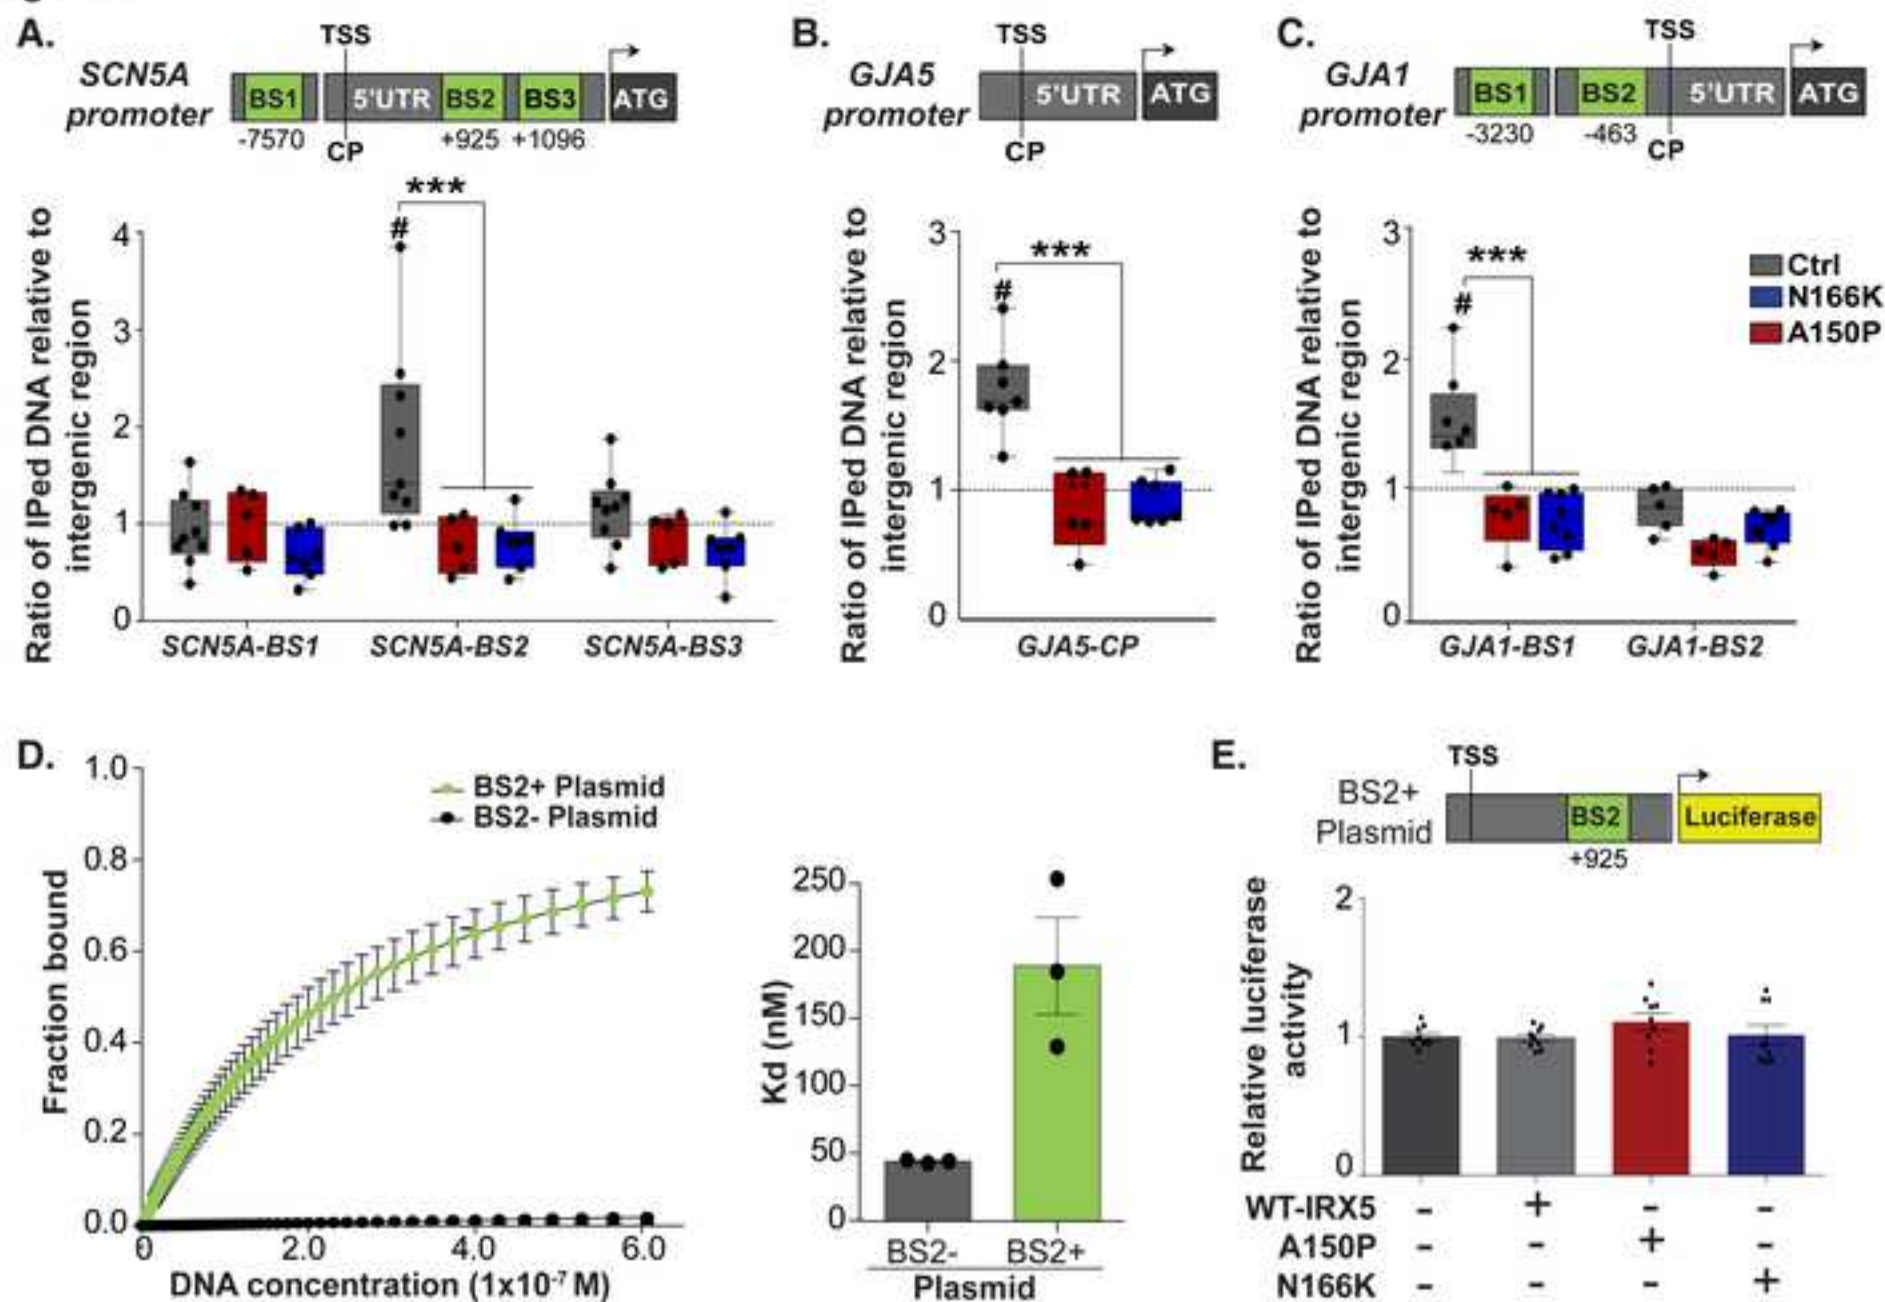 A.
SCN5A
promoter
TSS
BS1
5'UTR
BS2
BS3
ATG
-7570
CP
+925
+1096
Ratio of IPed DNA relative to
intergenic region
4
3
2
1
0
***
#
SCN5A-BS1
SCN5A-BS2
SCN5A-BS3
B.
GJA5
promoter
TSS
5'UTR
ATG
CP
Ratio of IPed DNA relative to
intergenic region
3
2
1
0
***
#
GJA5-CP
C.
GJA1
promoter
TSS
BS1
BS2
5'UTR
ATG
-3230
-463
CP
Ratio of IPed DNA relative to
intergenic region
3
2
1
0
***
#
GJA1-BS1
GJA1-BS2
Ctrl
N166K
A150P
D.
BS2+ Plasmid
BS2- Plasmid
Fraction bound
1.0
0.8
0.6
0.4
0.2
0.0
0
2.0
4.0
6.0
DNA concentration (1x10⁻⁷ M)
Kd (nM)
250
200
150
100
50
0
BS2-
BS2+
Plasmid
E.
BS2+
Plasmid
TSS
BS2
Luciferase
+925
Relative luciferase
activity
2
1
0
WT-IRX5 - + - -
A150P - - + -
N166K - - - +